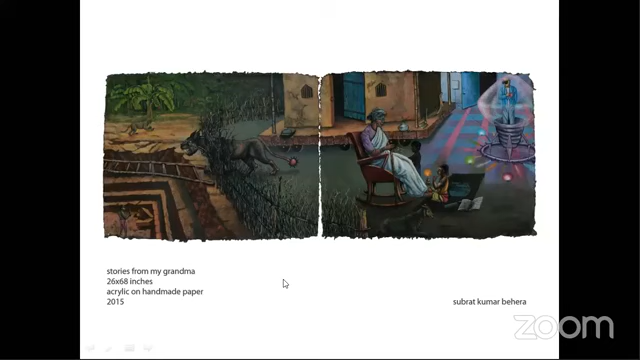 stories from my grandma
26x68 inches
acrylic on handmade paper
2015
subrat kumar behera
zoom